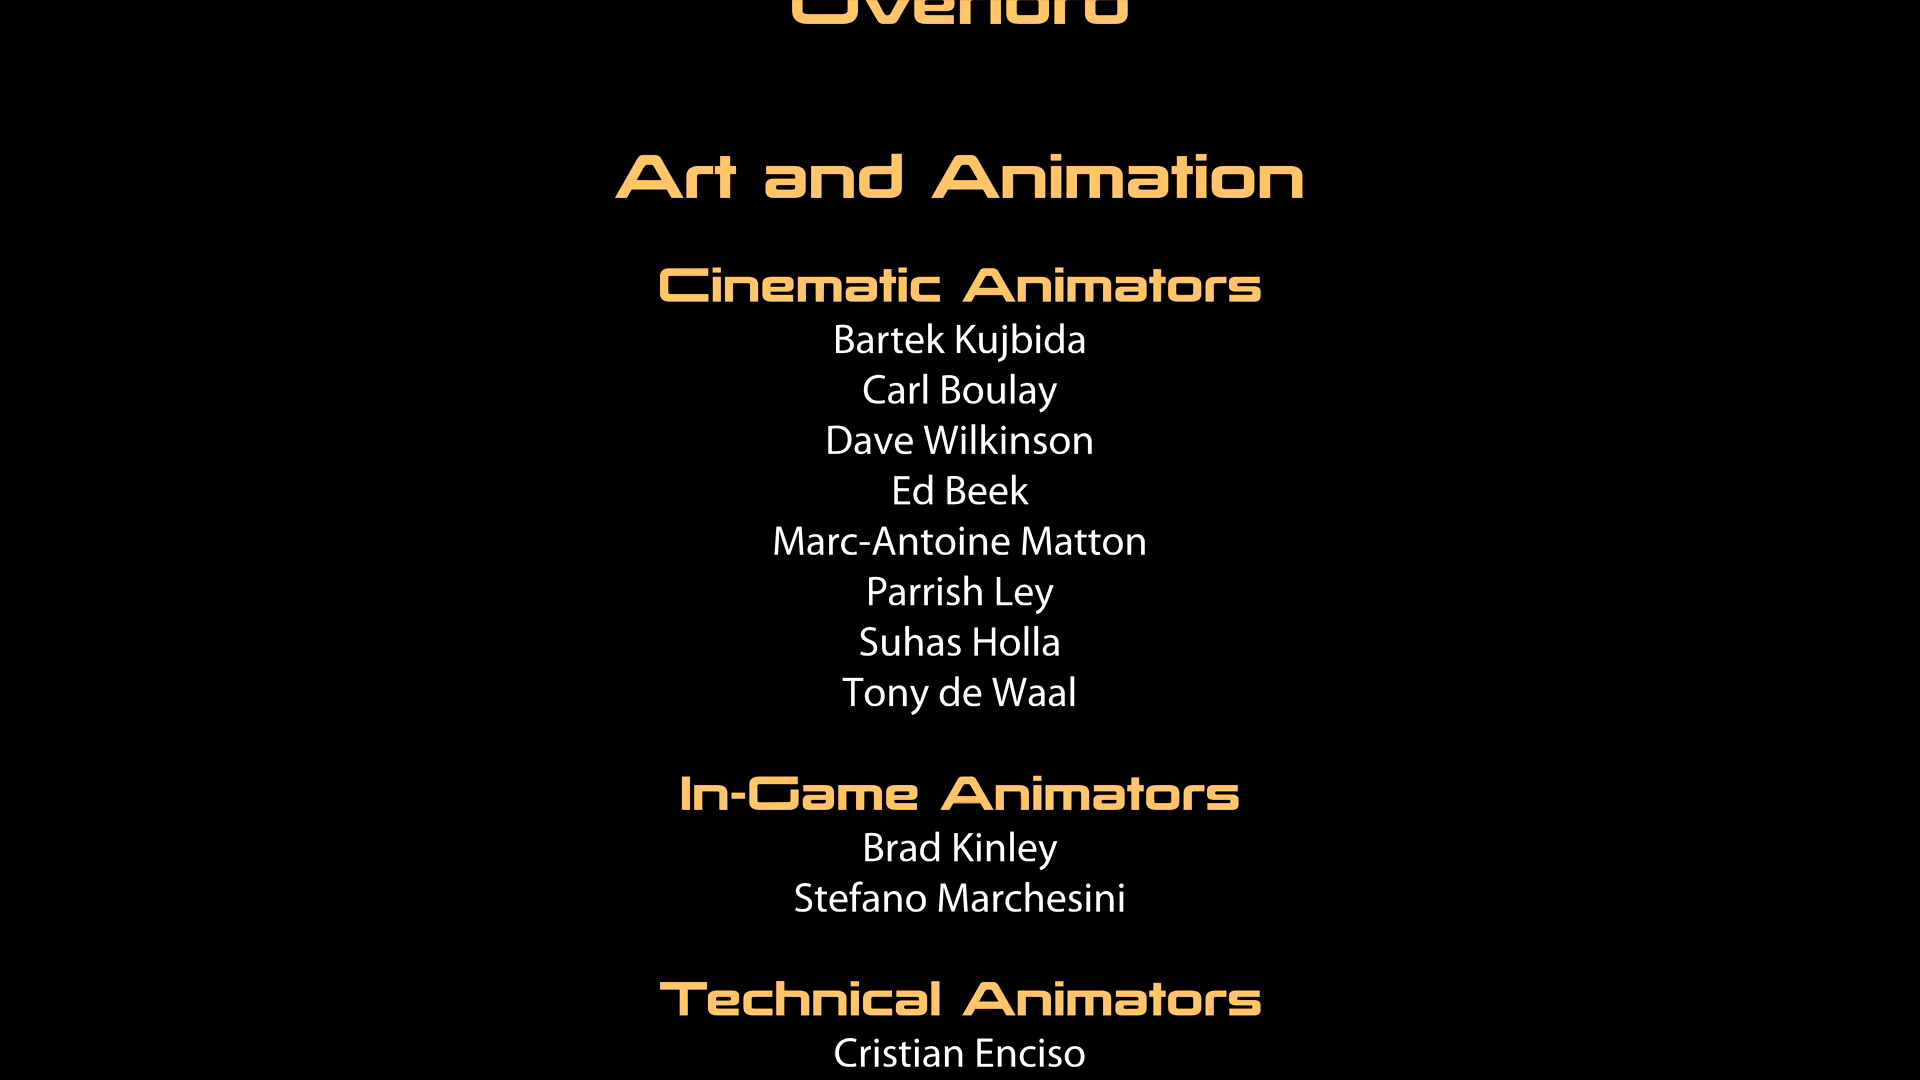 Overlord
Art and Animation
Cinematic Animators
Bartek Kujbida
Carl Boulay
Dave Wilkinson
Ed Beek
Marc-Antoine Matton
Parrish Ley
Suhas Holla
Tony de Waal
In-Game Animators
Brad Kinley
Stefano Marchesini
Technical Animators
Cristian Enciso